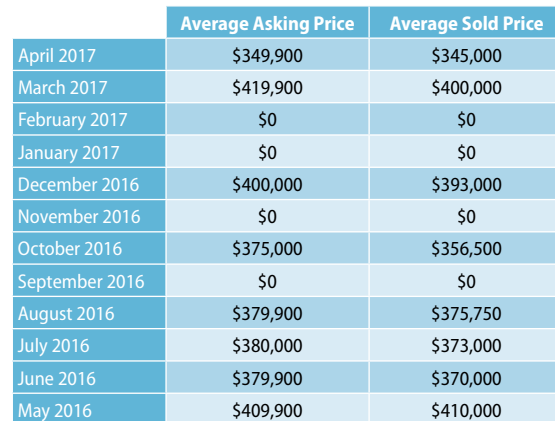 Average Asking Price Average Sold Price
April 2017 $349,900 $345,000
March 2017 $419,900 $400,000
February 2017 $0 $0
January 2017 $0 $0
December 2016 $400,000 $393,000
November 2016 $0 $0
October 2016 $375,000 $356,500
September 2016 $0 $0
August 2016 $379,900 $375,750
July 2016 $380,000 $373,000
June 2016 $379,900 $370,000
May 2016 $409,900 $410,000